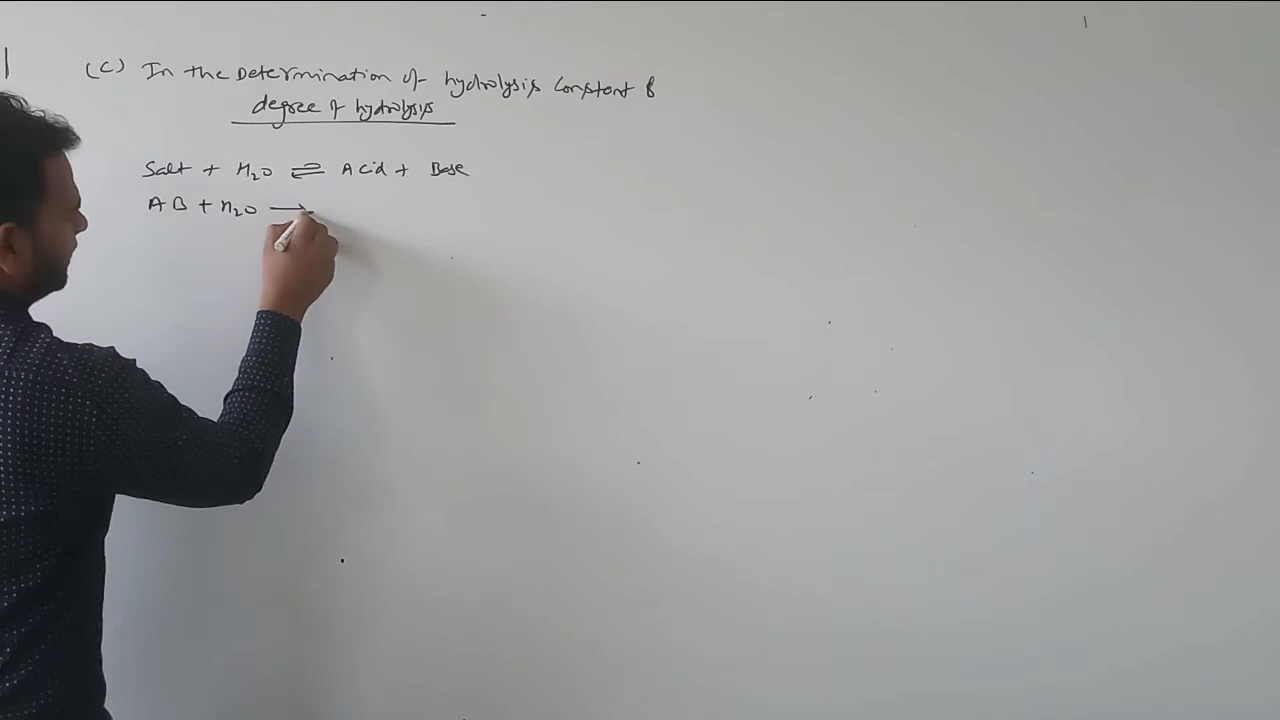 (C) In the Determination of hydrolysis constant &
degree of hydrolysis
Salt + H₂O ⇌ Acid + Base
AB + H₂O →